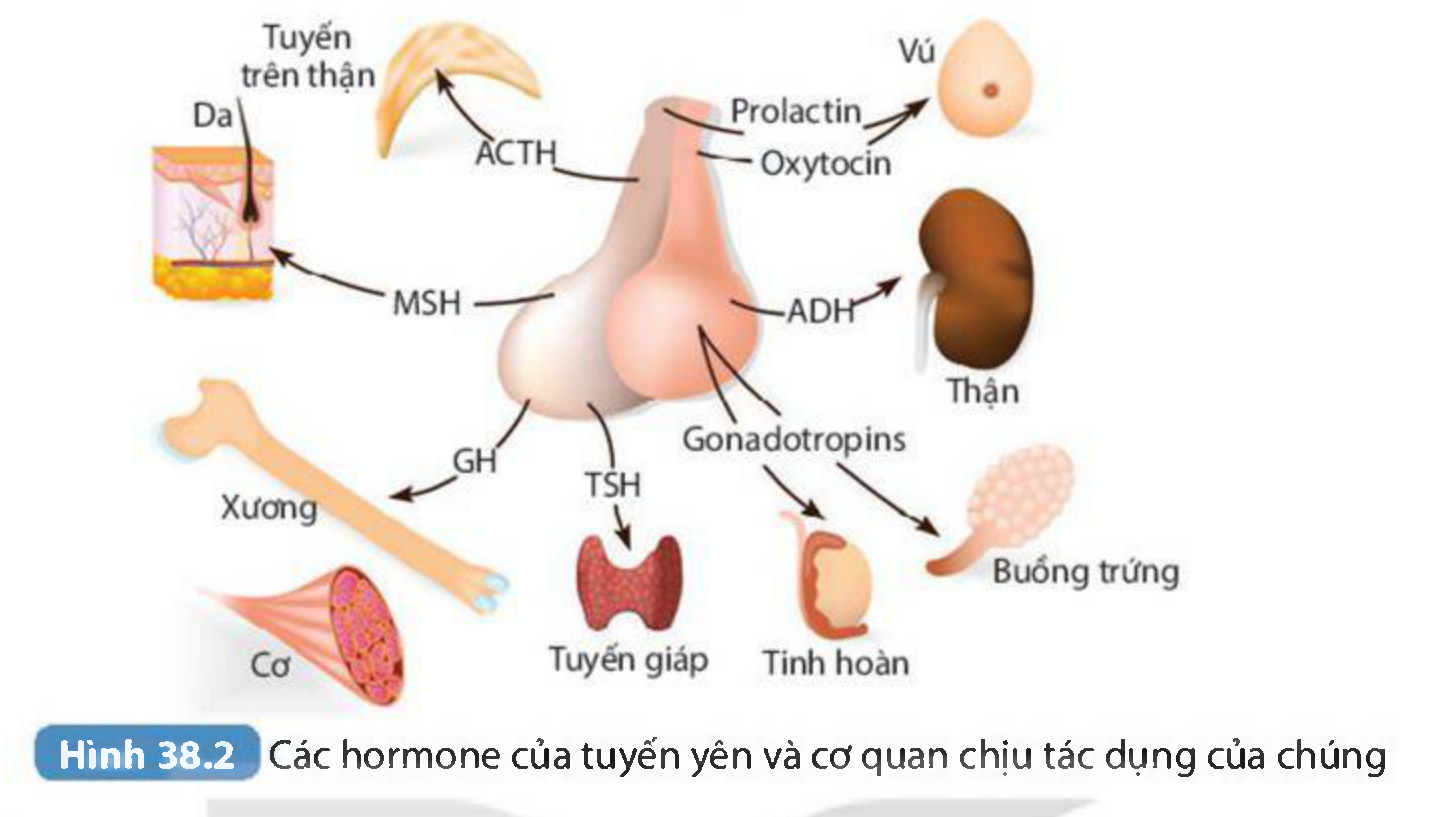 Tuyến
trên thận
Vú
Da
Prolactin
ACTH
Oxytocin
MSH
ADH
Thận
Gonadotropins
GH
TSH
Xương
Buồng trứng
Cơ
Tuyến giáp
Tinh hoàn
Hình 38.2 Các hormone của tuyến yên và cơ quan chịu tác dụng của chúng